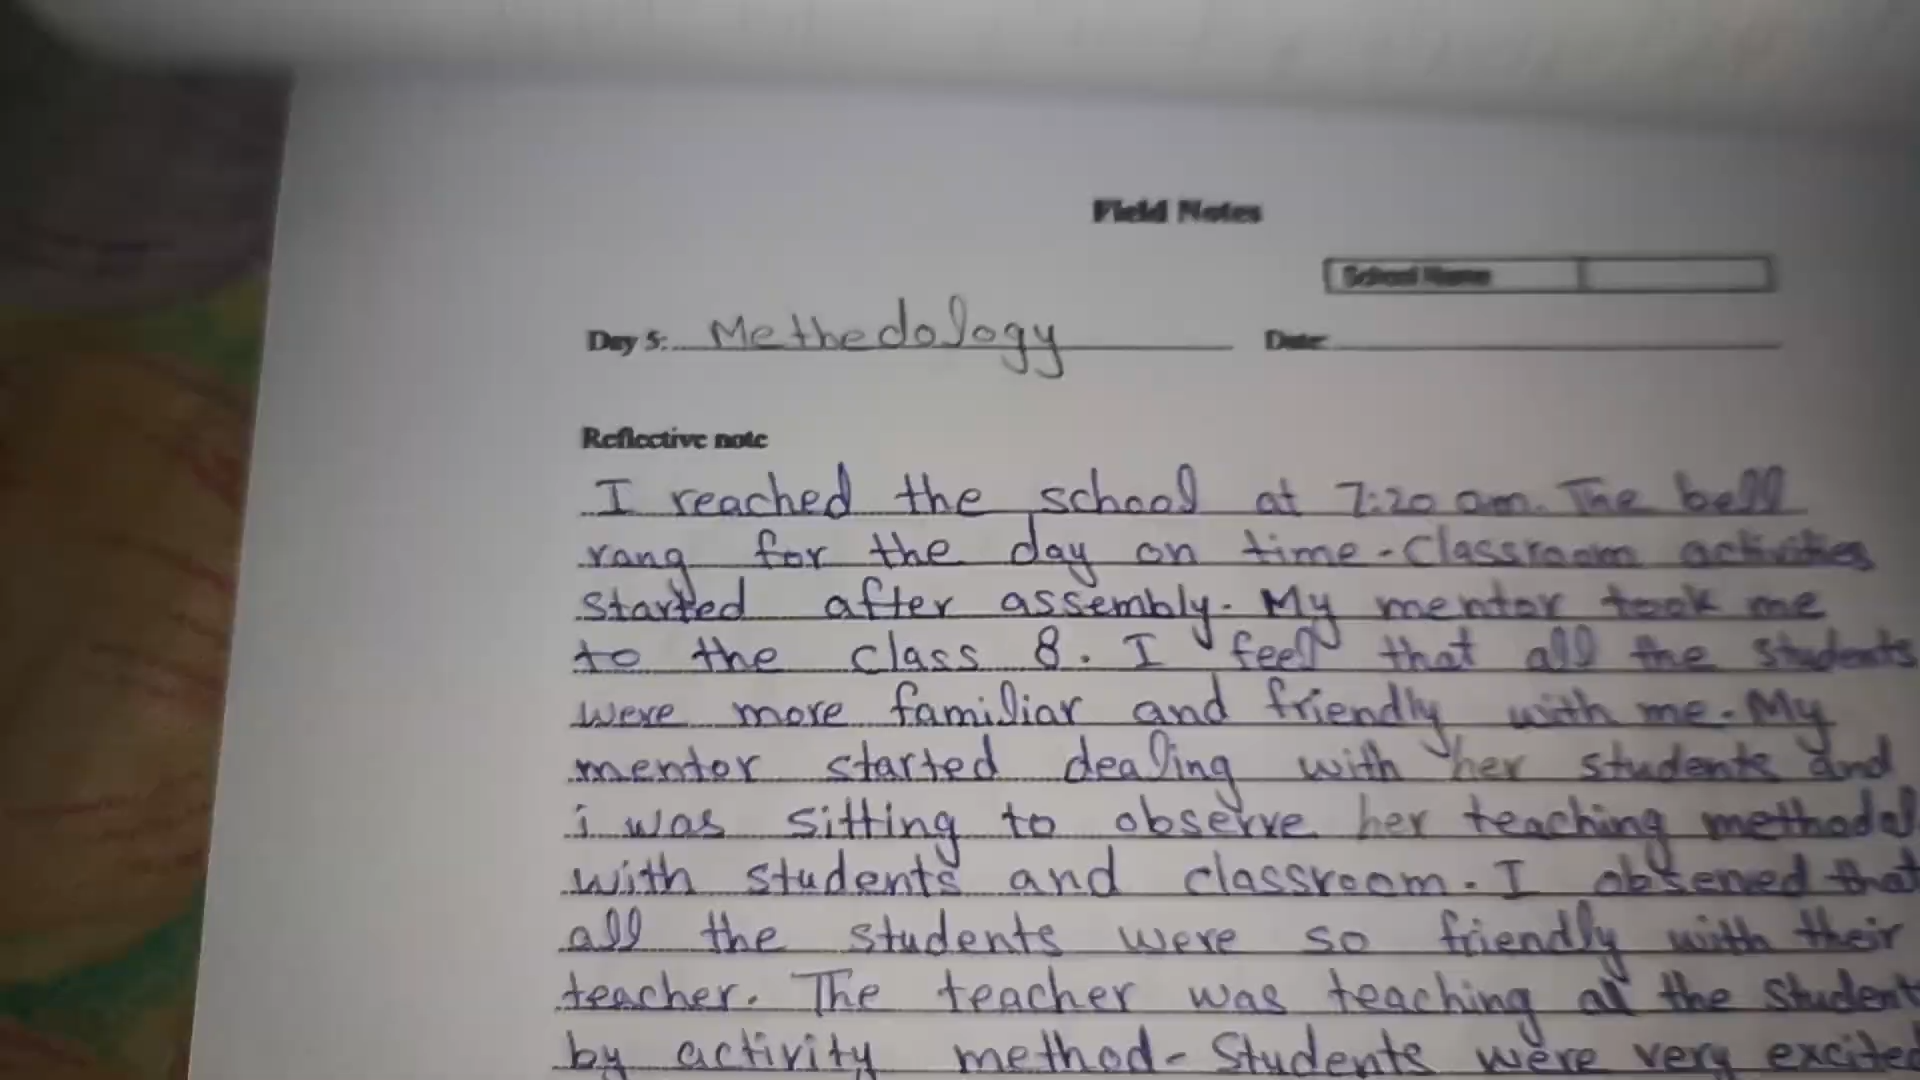 Field Notes
School Name
Day 5: Methedology Date:
Reflective note
I reached the school at 7:20 am. The bell
rang for the day on time - Classroom activities
started after assembly. My mentor took me
to the class 8. I feel that all the students
were more familiar and friendly with me. My
mentor started dealing with her students and
i was sitting to observe her teaching
with students and classroom. I obsened that
all the students were so friendly with their
teacher. The teacher was teaching all the student
by activity method - Students were very excited